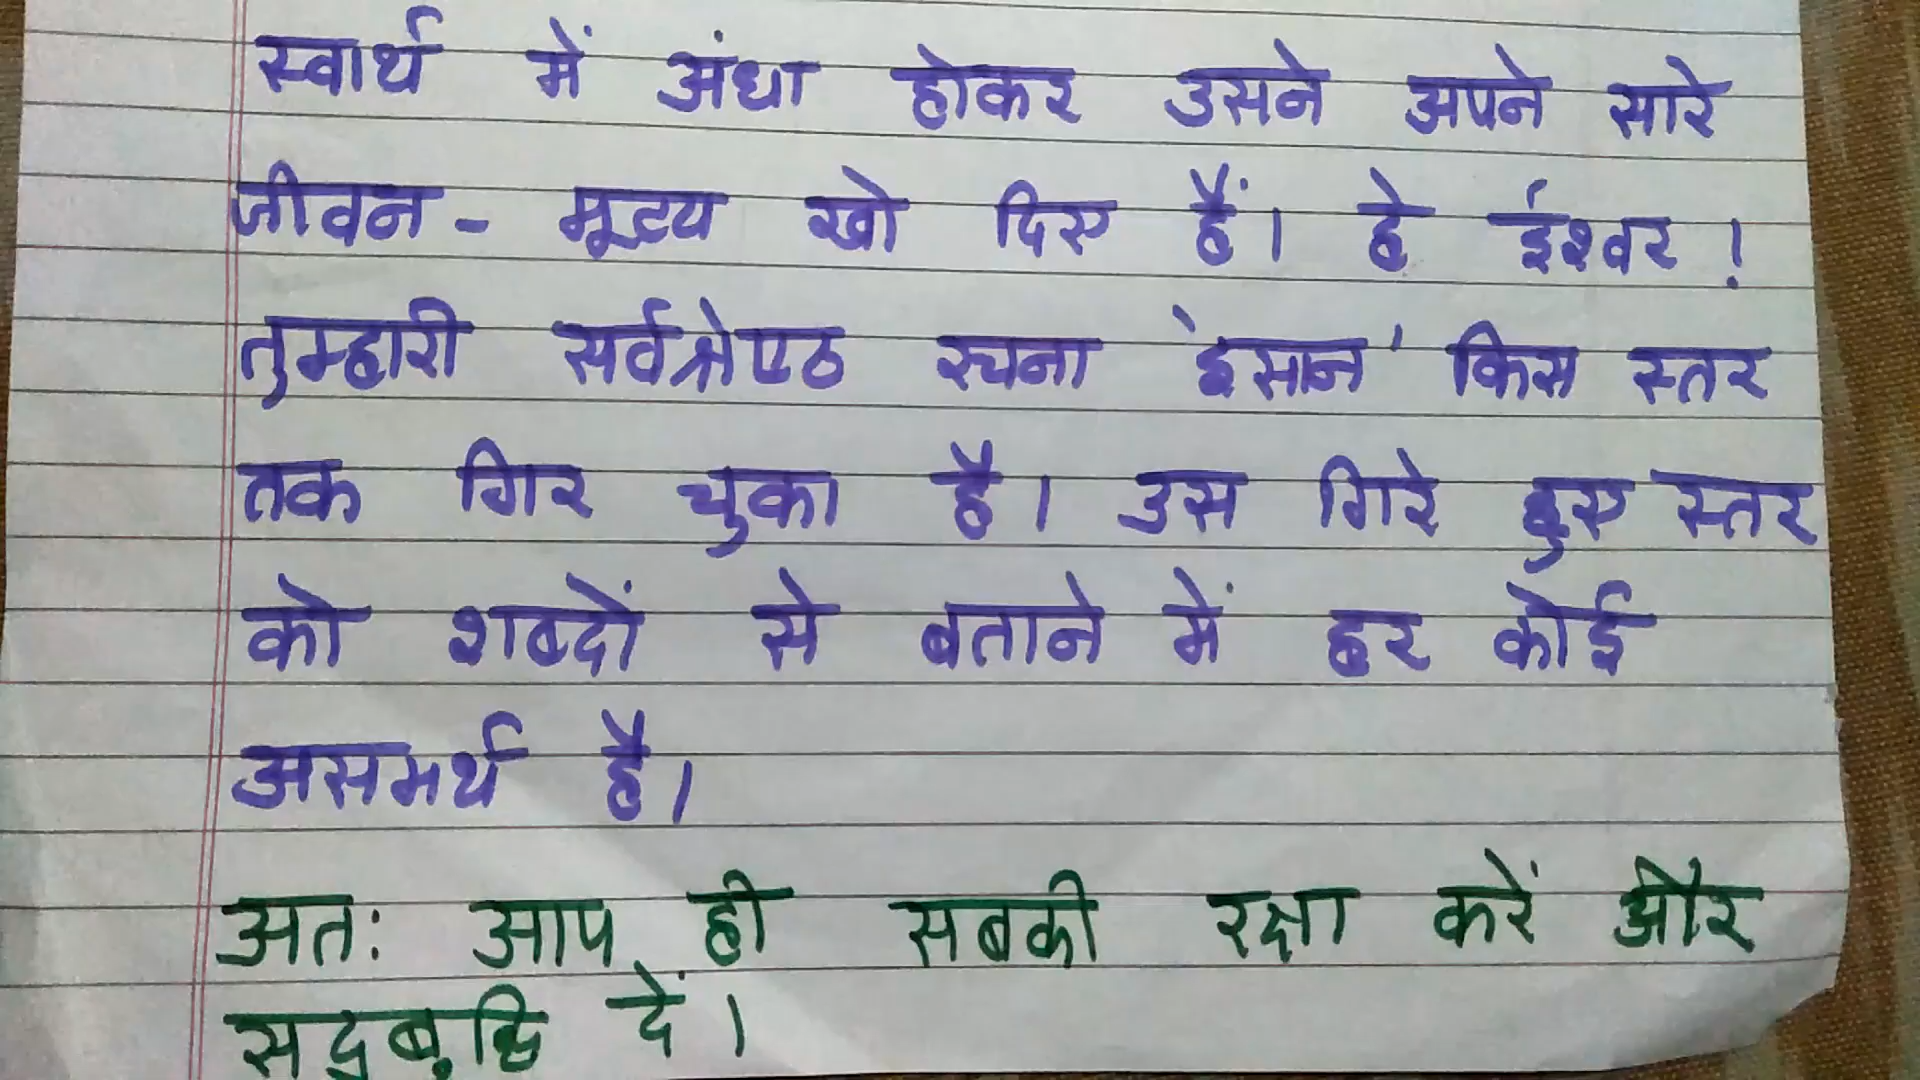 स्वार्थ में अंधा होकर उसने अपने सारे
जीवन - मूल्य खो दिए हैं। हे ईश्वर !
तुम्हारी सर्वश्रेष्ठ रचना 'इंसान' किस स्तर
तक गिर चुका है। उस गिरे हुए स्तर
को शब्दों से बताने में हर कोई
असमर्थ है।
अतः आप ही सबकी रक्षा करें और
सद्बुद्धि दें।